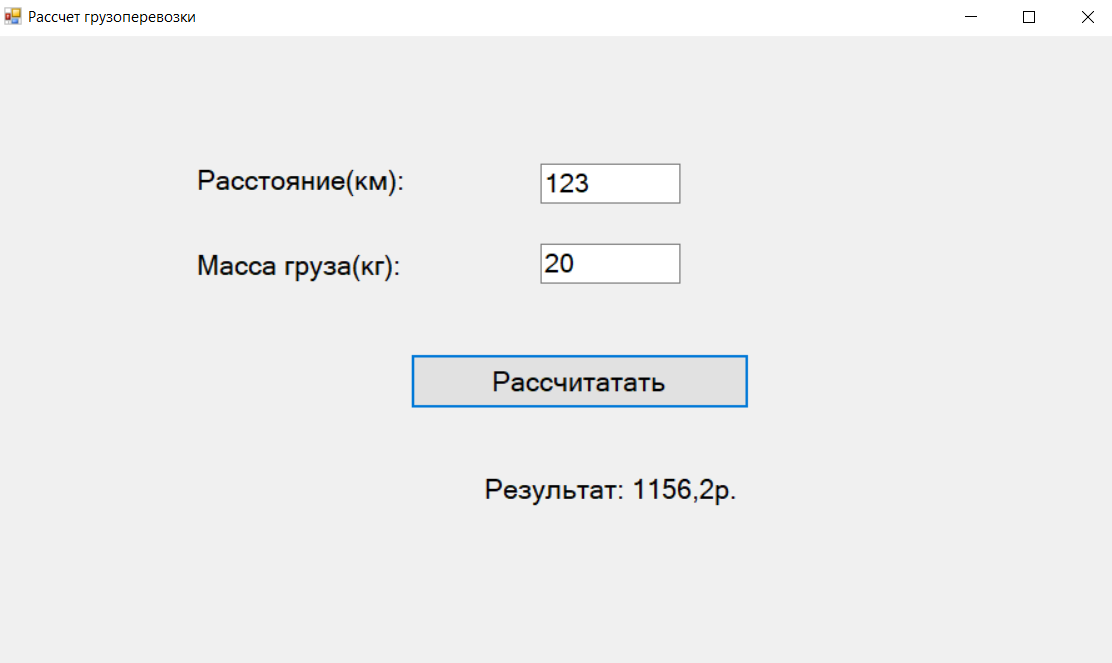 Рассчет грузоперевозки
Расстояние(км): 123
Масса груза(кг): 20
Рассчитатать
Результат: 1156,2р.